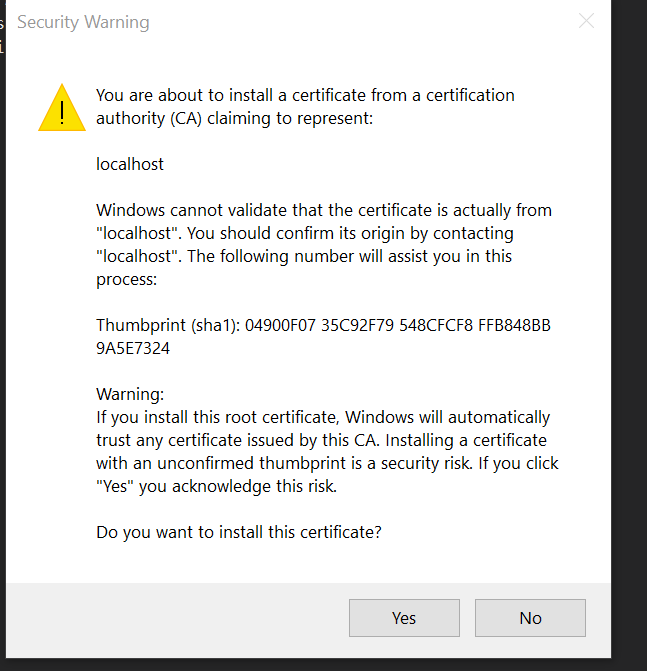 s
Security Warning
i
You are about to install a certificate from a certification
authority (CA) claiming to represent:
localhost
Windows cannot validate that the certificate is actually from
"localhost". You should confirm its origin by contacting
"localhost". The following number will assist you in this
process:
Thumbprint (sha1): 04900F07 35C92F79 548CFCF8 FFB848BB
9A5E7324
Warning:
If you install this root certificate, Windows will automatically
trust any certificate issued by this CA. Installing a certificate
with an unconfirmed thumbprint is a security risk. If you click
"Yes" you acknowledge this risk.
Do you want to install this certificate?
Yes No